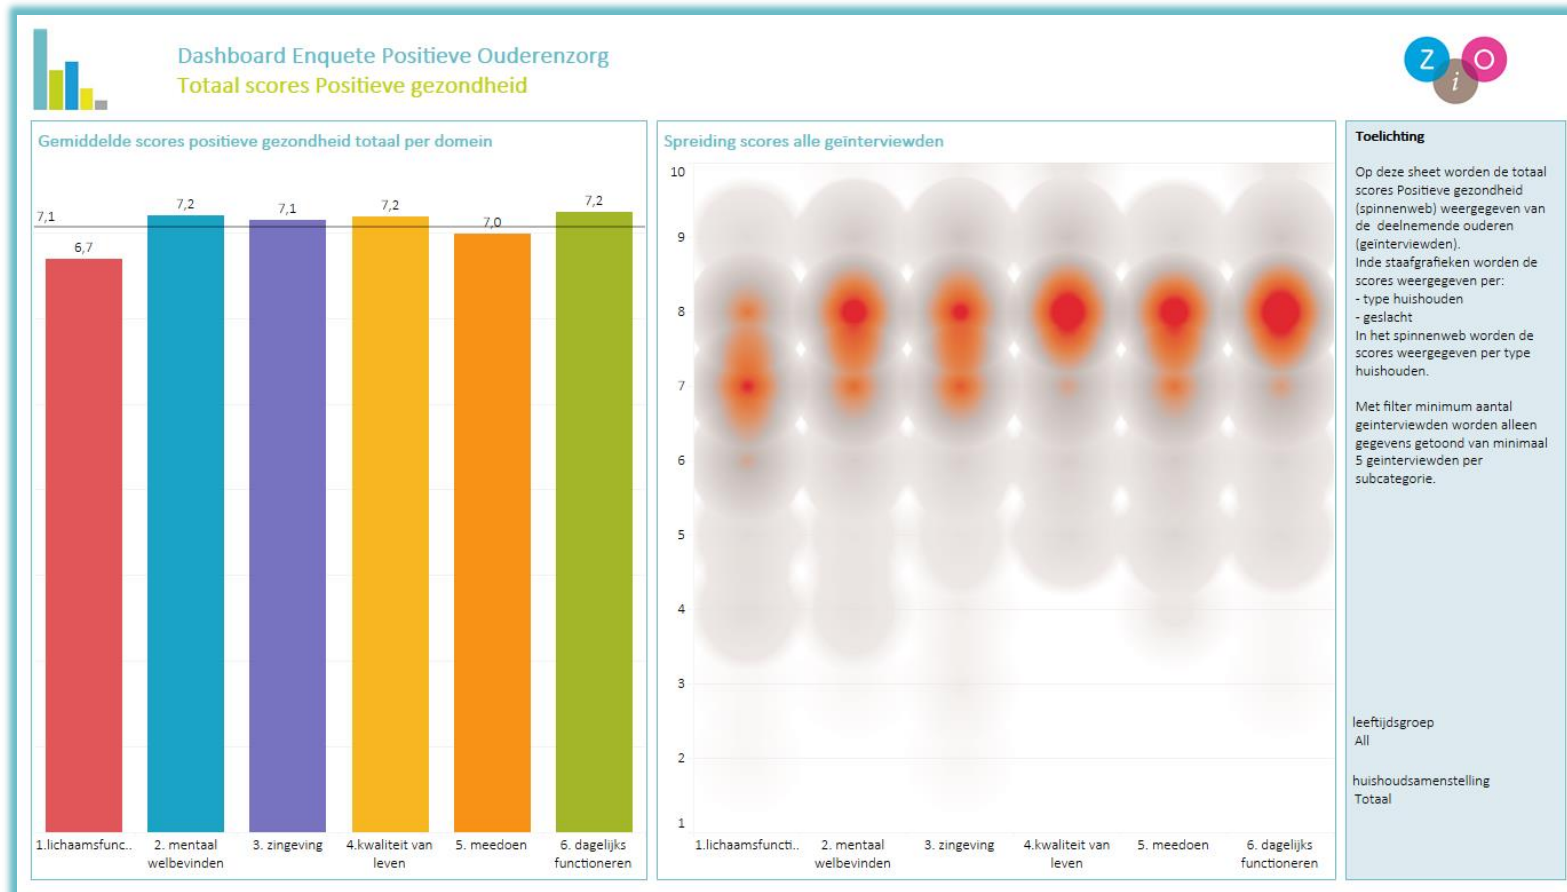 Dashboard Enquete Positieve Ouderenzorg
Totaal scores Positieve gezondheid
Z
i
O
Gemiddelde scores positieve gezondheid totaal per domein
7,1
6,7
7,2
7,1
7,2
7,0
7,2
1.lichaamsfunc..
2. mentaal
welbevinden
3. zingeving
4.kwaliteit van
leven
5. meedoen
6. dagelijks
functioneren
Spreiding scores alle geïnterviewden
10
9
8
7
6
5
4
3
2
1
1.lichaamsfuncti..
2. mentaal
welbevinden
3. zingeving
4.kwaliteit van
leven
5. meedoen
6. dagelijks
functioneren
Toelichting
Op deze sheet worden de totaal
scores Positieve gezondheid
(spinnenweb) weergegeven van
de  deelnemende ouderen
(geïnterviewden).
Inde staafgrafieken worden de
scores weergegeven per:
- type huishouden
- geslacht
In het spinnenweb worden de
scores weergegeven per type
huishouden.
Met filter minimum aantal
geinterviewden worden alleen
gegevens getoond van minimaal
5 geinterviewden per
subcategorie.
leeftijdsgroep
All
huishoudsamenstelling
Totaal